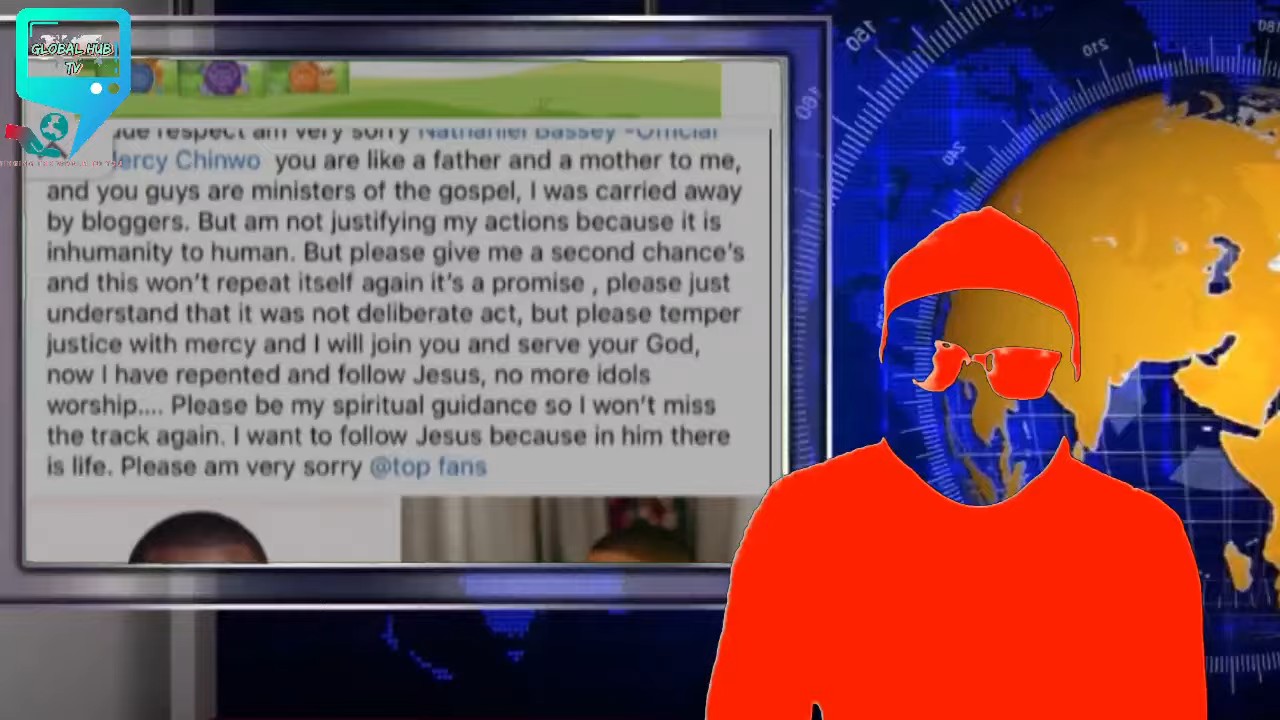 GLOBAL HUB
TV
due respect am very sorry Nathaniel Bassey -Official
Mercy Chinwo you are like a father and a mother to me,
and you guys are ministers of the gospel, I was carried away
by bloggers. But am not justifying my actions because it is
inhumanity to human. But please give me a second chance's
and this won't repeat itself again it's a promise , please just
understand that it was not deliberate act, but please temper
justice with mercy and I will join you and serve your God,
now I have repented and follow Jesus, no more idols
worship.... Please be my spiritual guidance so I won't miss
the track again. I want to follow Jesus because in him there
is life. Please am very sorry @top fans
150
180
210
240
160